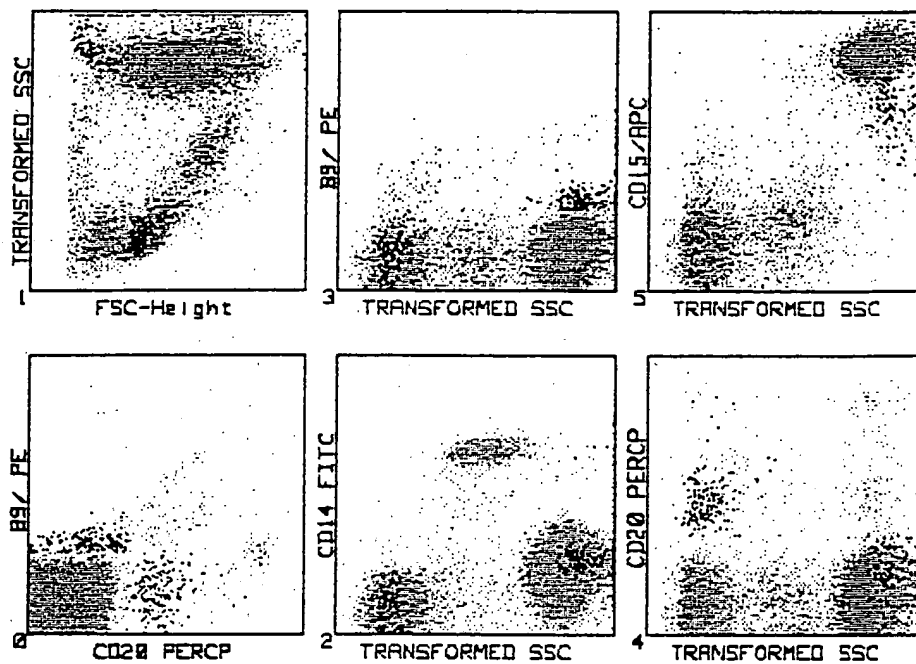 TRANSFORMED SSC
1
FSC-Height
B9/ PE
3
TRANSFORMED SSC
CD15/APC
5
TRANSFORMED SSC
B9/ PE
0
CD20 PERCP
CD14 FITC
2
TRANSFORMED SSC
CD20 PERCP
4
TRANSFORMED SSC